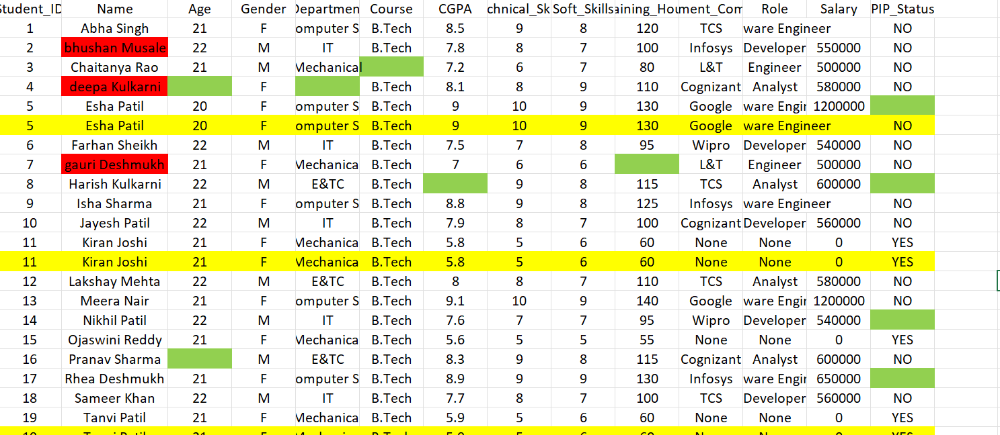 Student_ID Name Age Gender Departmen Course CGPA chnical_Sk Soft_Skills aining_Hou ment_Com Role Salary PIP_Status
1 Abha Singh 21 F omputer S B.Tech 8.5 9 8 120 TCS ware Engineer NO
2 bhushan Musale 22 M IT B.Tech 7.8 8 7 100 Infosys Developer 550000 NO
3 Chaitanya Rao 21 M Mechanical 7.2 6 7 80 L&T Engineer 500000 NO
4 deepa Kulkarni F B.Tech 8.1 8 9 110 Cognizant Analyst 580000 NO
5 Esha Patil 20 F omputer S B.Tech 9 10 9 130 Google ware Engir 1200000
5 Esha Patil 20 F omputer S B.Tech 9 10 9 130 Google ware Engineer NO
6 Farhan Sheikh 22 M IT B.Tech 7.5 7 8 95 Wipro Developer 540000 NO
7 gauri Deshmukh 21 F Mechanica B.Tech 7 6 6 L&T Engineer 500000 NO
8 Harish Kulkarni 22 M E&TC B.Tech 9 8 115 TCS Analyst 600000
9 Isha Sharma 21 F omputer S B.Tech 8.8 9 8 125 Infosys ware Engineer NO
10 Jayesh Patil 22 M IT B.Tech 7.9 8 7 100 Cognizant Developer 560000 NO
11 Kiran Joshi 21 F Mechanica B.Tech 5.8 5 6 60 None None 0 YES
11 Kiran Joshi 21 F Mechanica B.Tech 5.8 5 6 60 None None 0 YES
12 Lakshay Mehta 22 M E&TC B.Tech 8 8 7 110 TCS Analyst 580000 NO
13 Meera Nair 21 F omputer S B.Tech 9.1 10 9 140 Google ware Engir 1200000 NO
14 Nikhil Patil 22 M IT B.Tech 7.6 7 7 95 Wipro Developer 540000
15 Ojaswini Reddy 21 F Mechanica B.Tech 5.6 5 5 55 None None 0 YES
16 Pranav Sharma M E&TC B.Tech 8.3 9 8 115 Cognizant Analyst 600000 NO
17 Rhea Deshmukh 21 F omputer S B.Tech 8.9 9 9 130 Infosys ware Engir 650000
18 Sameer Khan 22 M IT B.Tech 7.7 8 7 100 TCS Developer 560000 NO
19 Tanvi Patil 21 F Mechanica B.Tech 5.9 5 6 60 None None 0 YES